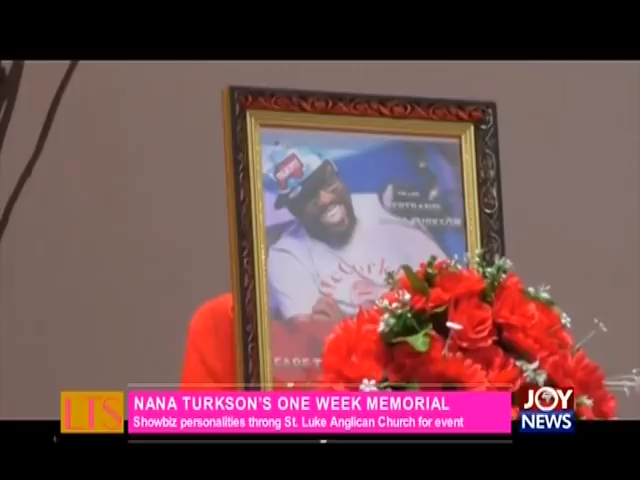 LTS
NANA TURKSON'S ONE WEEK MEMORIAL
Showbiz personalities throng St. Luke Anglican Church for event
JOY
NEWS